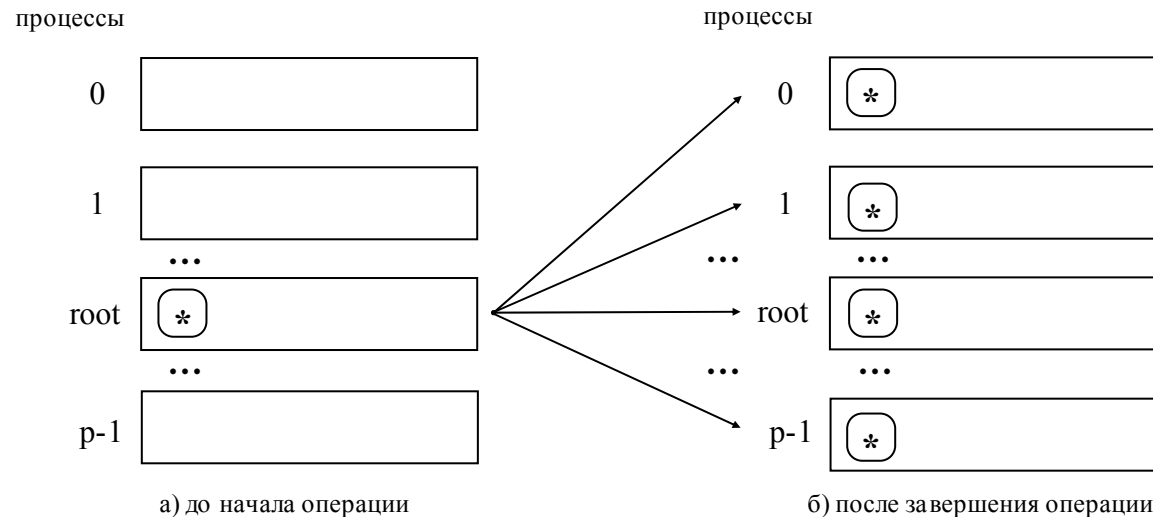 процессы процессы
0 * 0 *
1 1 *
... ... ...
root * root *
... ... ...
p-1 p-1 *
а) до начала операции б) после завершения операции